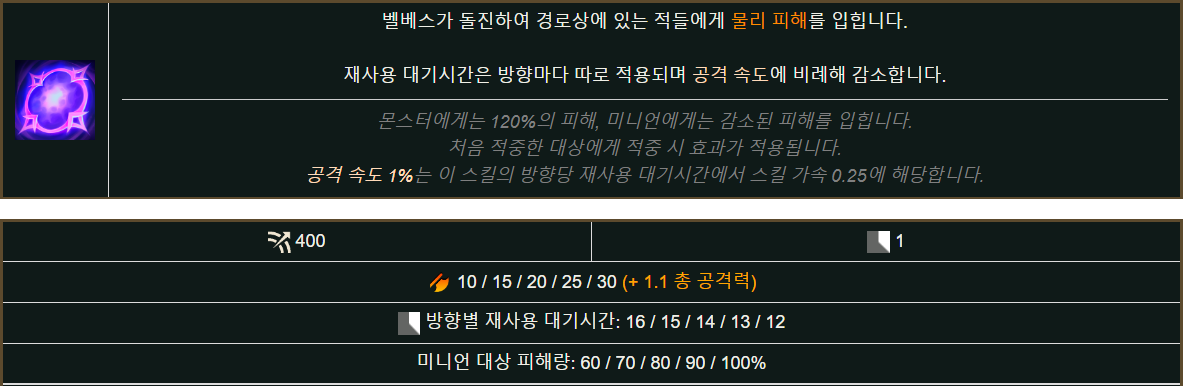 벨베스가 돌진하여 경로상에 있는 적들에게 물리 피해를 입힙니다.
재사용 대기시간은 방향마다 따로 적용되며 공격 속도에 비례해 감소합니다.
몬스터에게는 120%의 피해, 미니언에게는 감소된 피해를 입힙니다.
처음 적중한 대상에게 적중 시 효과가 적용됩니다.
공격 속도 1%는 이 스킬의 방향당 재사용 대기시간에서 스킬 가속 0.25에 해당합니다.
400
1
10 / 15 / 20 / 25 / 30 (+ 1.1 총 공격력)
방향별 재사용 대기시간: 16 / 15 / 14 / 13 / 12
미니언 대상 피해량: 60 / 70 / 80 / 90 / 100%